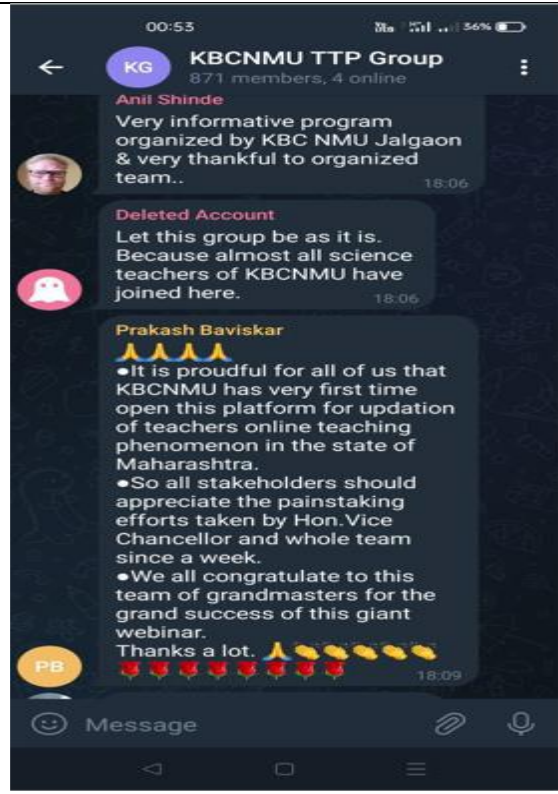 00:53
36%
KG
KBCNMU TTP Group
871 members, 4 online
Anil Shinde
Very informative program
organized by KBC NMU Jalgaon
& very thankful to organized
team..
18:06
Deleted Account
Let this group be as it is.
Because almost all science
teachers of KBCNMU have
joined here.
18:06
Prakash Baviskar
🙏🙏🙏🙏
●It is proudful for all of us that
KBCNMU has very first time
open this platform for updation
of teachers online teaching
phenomenon in the state of
Maharashtra.
●So all stakeholders should
appreciate the painstaking
efforts taken by Hon.Vice
Chancellor and whole team
since a week.
●We all congratulate to this
team of grandmasters for the
grand success of this giant
webinar.
Thanks a lot. 🙏👏👏👏👏👏
🌹🌹🌹🌹🌹🌹🌹🌹
PB
18:09
Message